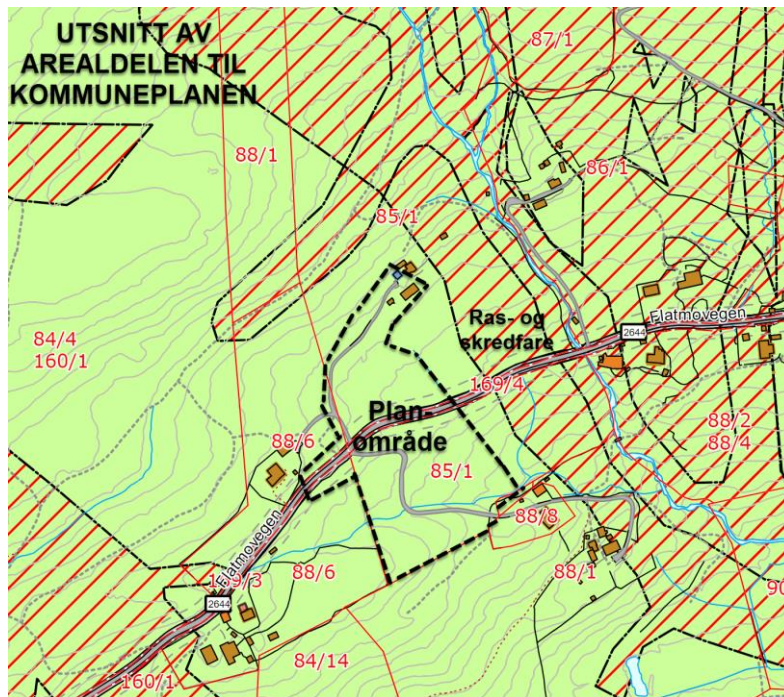 UTSNITT AV
AREALDELEN TIL
KOMMUNEPLANEN
87/1
88/1
86/1
85/1
Flatmovegen
2644
Ras- og
skredfare
84/4
160/1
169/4
Plan-
område
88/6
88/2
88/4
85/1
88/8
Flatmovegen
88/6
88/1
2644
84/14
160/1